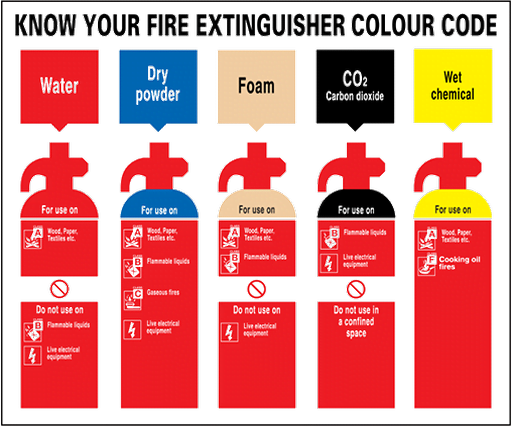 KNOW YOUR FIRE EXTINGUISHER COLOUR CODE
Water
Dry
powder
Foam
CO2
Carbon dioxide
Wet
chemical
For use on
A
Wood, Paper,
Textiles etc.
Do not use on
B
Flammable liquids
Live electrical
equipment
For use on
A
Wood, Paper,
Textiles etc.
B
Flammable liquids
C
Gaseous fires
Live electrical
equipment
For use on
A
Wood, Paper,
Textiles etc.
B
Flammable liquids
Do not use on
Live electrical
equipment
For use on
B
Flammable liquids
Live electrical
equipment
Do not use in
a confined
space
For use on
A
Wood, Paper,
Textiles etc.
F
Cooking oil
fires